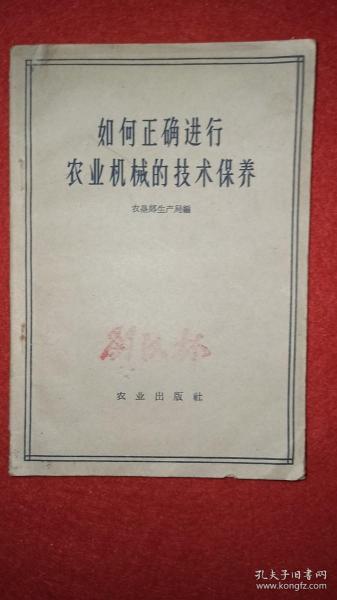 如何正确进行
农业机械的技术保养
农垦部生产局編
农业出版社
孔夫子旧书网
www.kongfz.com